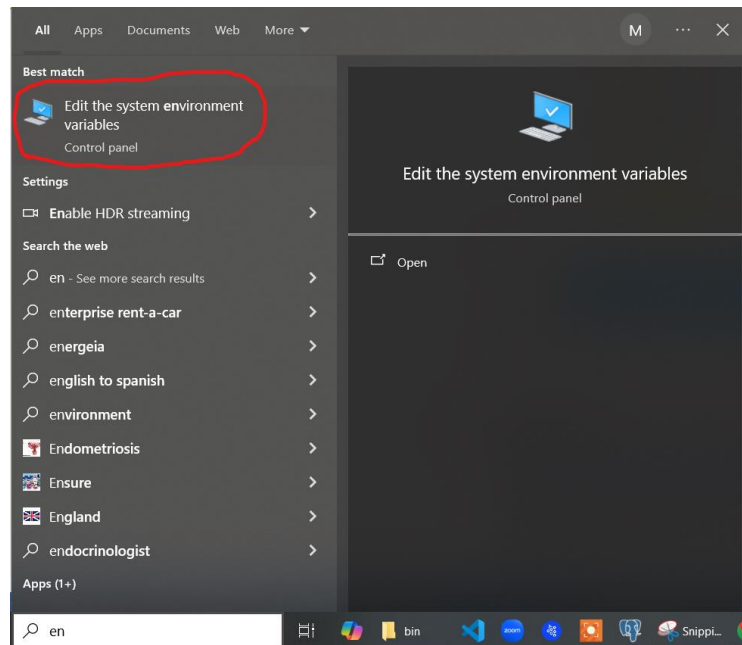 All Apps Documents Web More
M
Best match
Edit the system environment
variables
Control panel
Settings
Enable HDR streaming
Search the web
en - See more search results
enterprise rent-a-car
energeia
english to spanish
environment
Endometriosis
Ensure
England
endocrinologist
Apps (1+)
Edit the system environment variables
Control panel
Open
en
bin
zoom
Snippi...